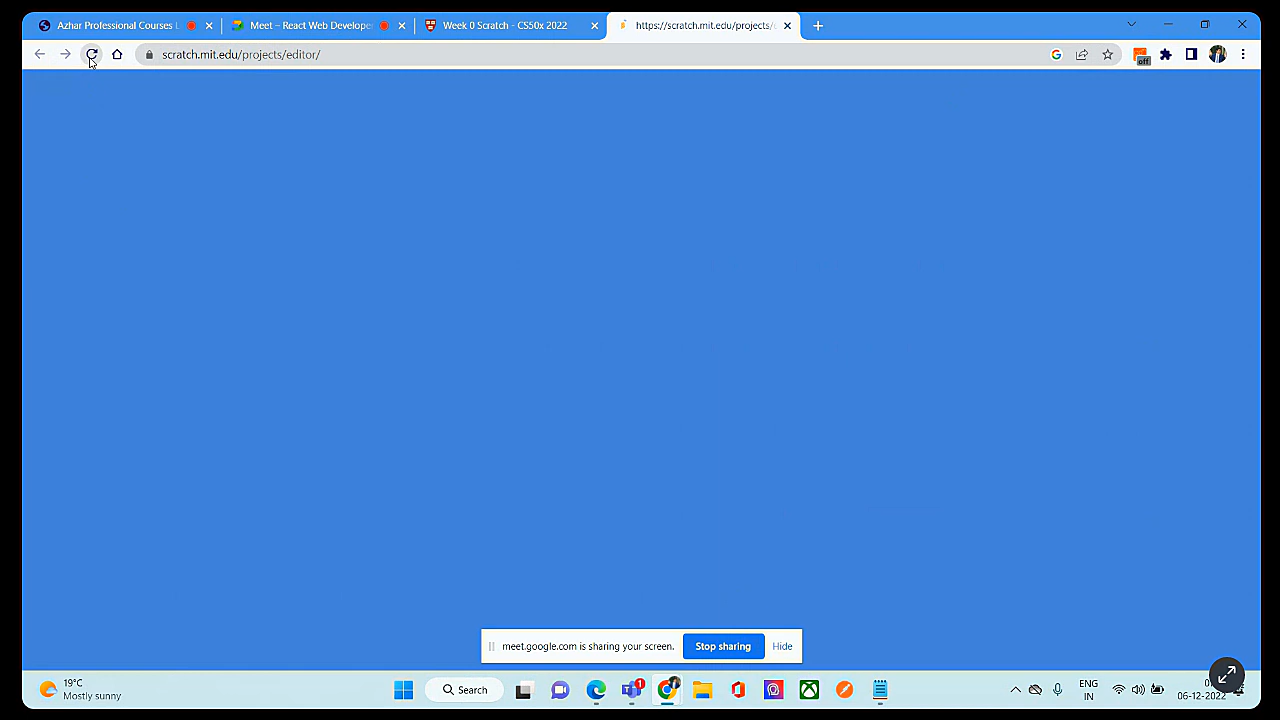 Azhar Professional Courses L
Meet – React Web Develope
Week 0 Scratch - CS50x 2022
https://scratch.mit.edu/projects/
scratch.mit.edu/projects/editor/
off
meet.google.com is sharing your screen.
Stop sharing
Hide
19°C
Mostly sunny
Search
1
ENG
IN
06-12-2022